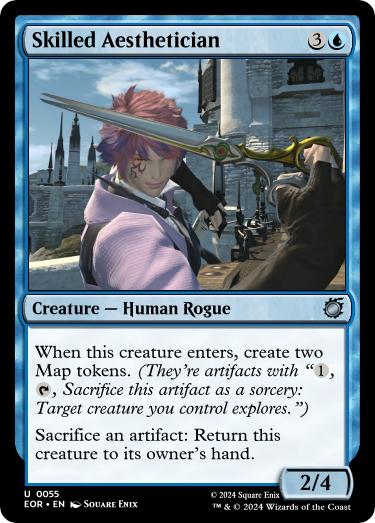 Skilled Aesthetician 3
Creature — Human Rogue
When this creature enters, create two
Map tokens. (They're artifacts with “1,
, Sacrifice this artifact as a sorcery:
Target creature you control explores.”)
Sacrifice an artifact: Return this
creature to its owner's hand.
2/4
U 0055
EOR • EN SQUARE ENIX
© 2024 Square Enix
™ & © 2024 Wizards of the Coast